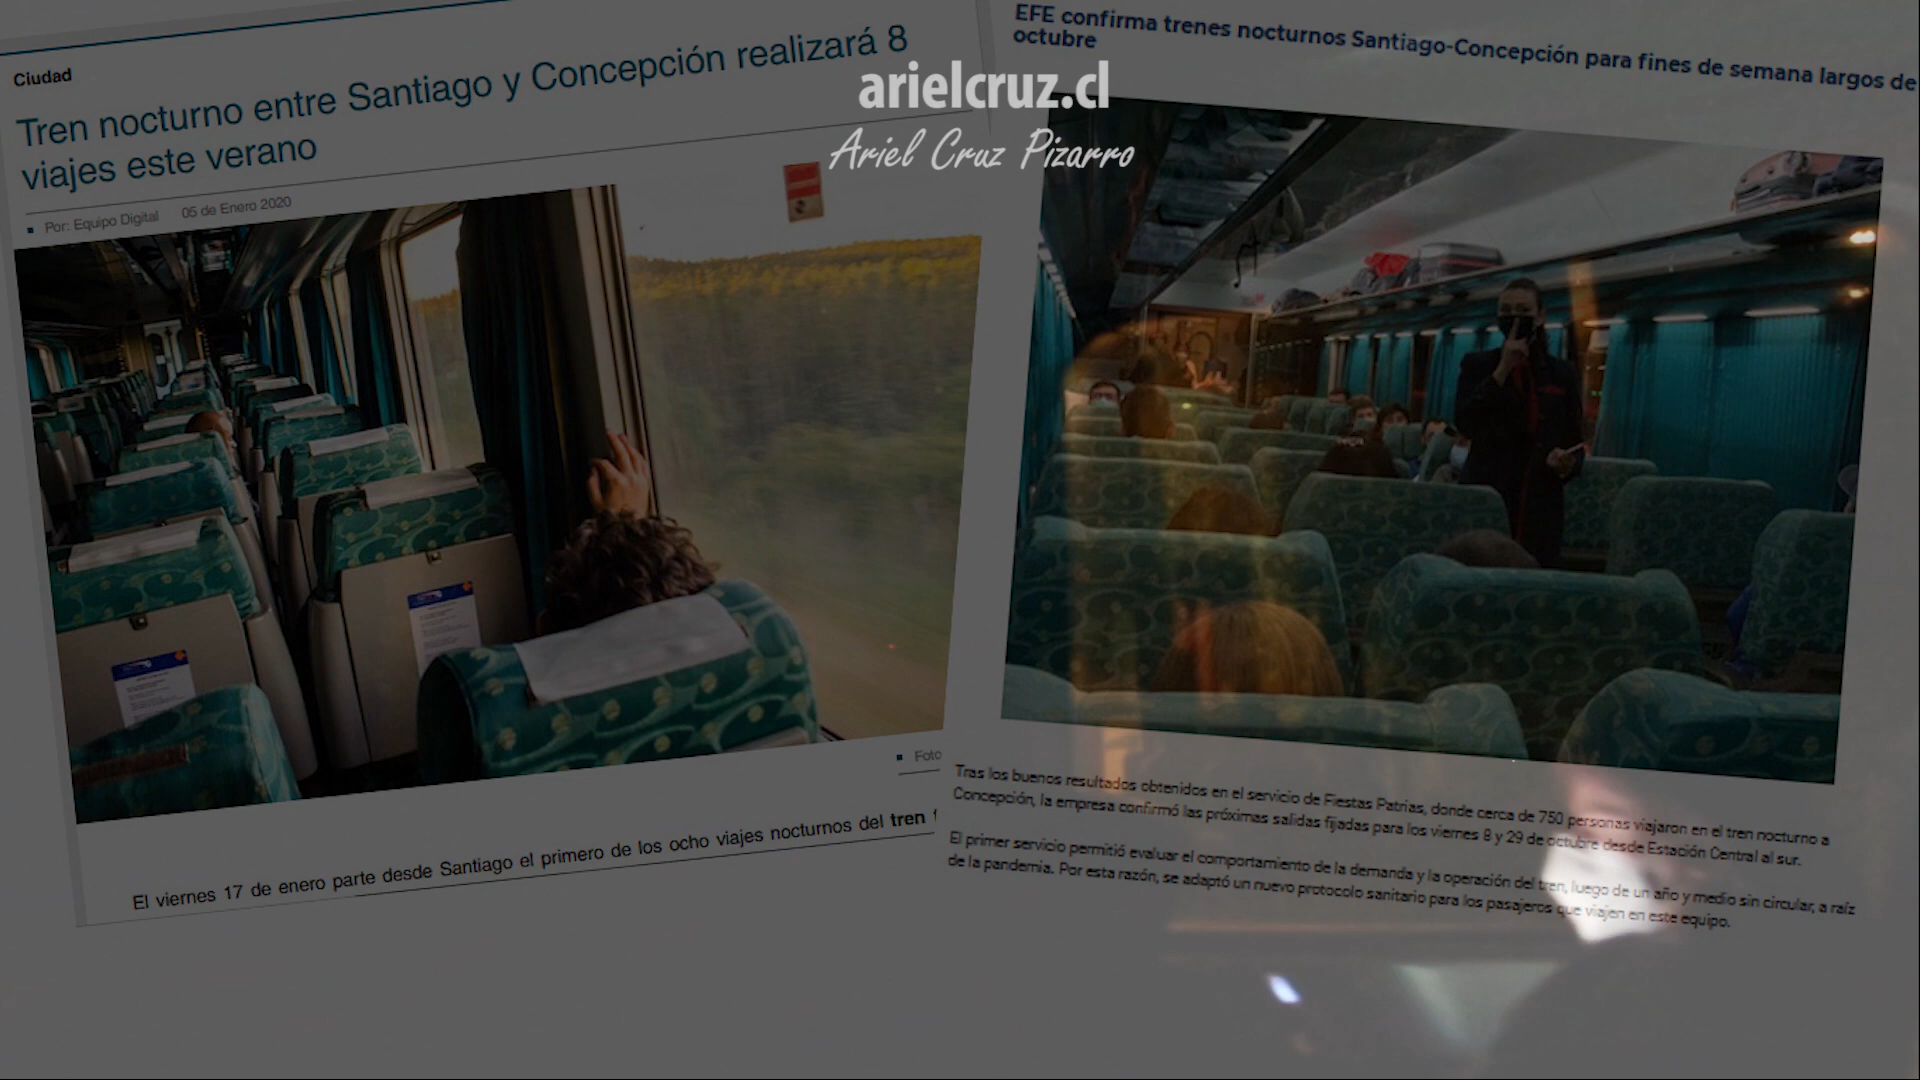 Ciudad
Tren nocturno entre Santiago y Concepción realizará 8
viajes este verano
Por: Equipo Digital 05 de Enero 2020
Foto
El viernes 17 de enero parte desde Santiago el primero de los ocho viajes nocturnos del tren
arielcruz.cl
Ariel Cruz Pizarro
EFE confirma trenes nocturnos Santiago-Concepción para fines de semana largos de
octubre
Tras los buenos resultados obtenidos en el servicio de Fiestas Patrias, donde cerca de 750 personas viajaron en el tren nocturno a
Concepción, la empresa confirmó las próximas salidas fijadas para los viernes 8 y 29 de octubre desde Estación Central al sur.
El primer servicio permitió evaluar el comportamiento de la demanda y la operación del tren, luego de un año y medio sin circular, a raíz
de la pandemia. Por esta razón, se adaptó un nuevo protocolo sanitario para los pasajeros que viajen en este equipo.